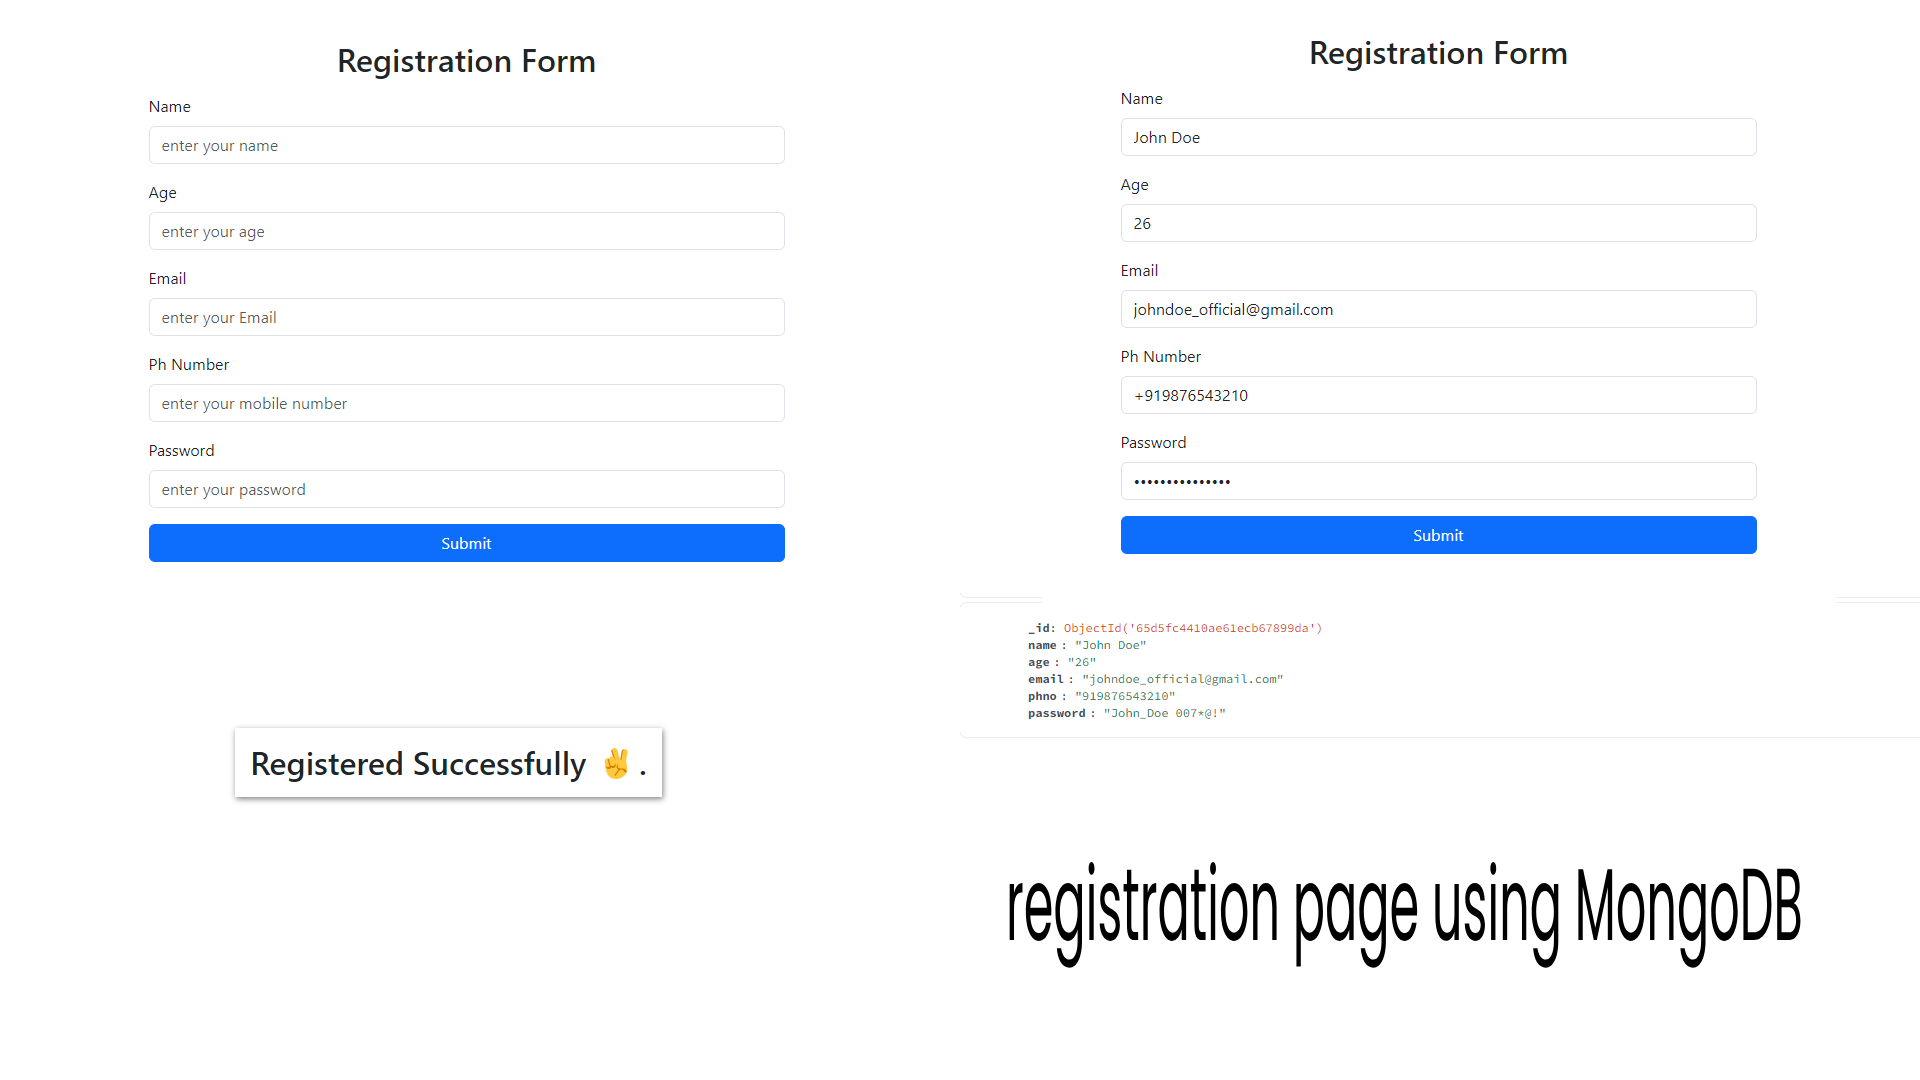 Registration Form
Name
enter your name
Age
enter your age
Email
enter your Email
Ph Number
enter your mobile number
Password
enter your password
Submit
Registered Successfully ✌️ .
Registration Form
Name
John Doe
Age
26
Email
johndoe_official@gmail.com
Ph Number
+919876543210
Password
•••••••••••••••
Submit
_id: ObjectId('65d5fc4410ae61ecb67899da')
name : "John Doe"
age : "26"
email : "johndoe_official@gmail.com"
phno : "919876543210"
password : "John_Doe 007*@!"
registration page using MongoDB